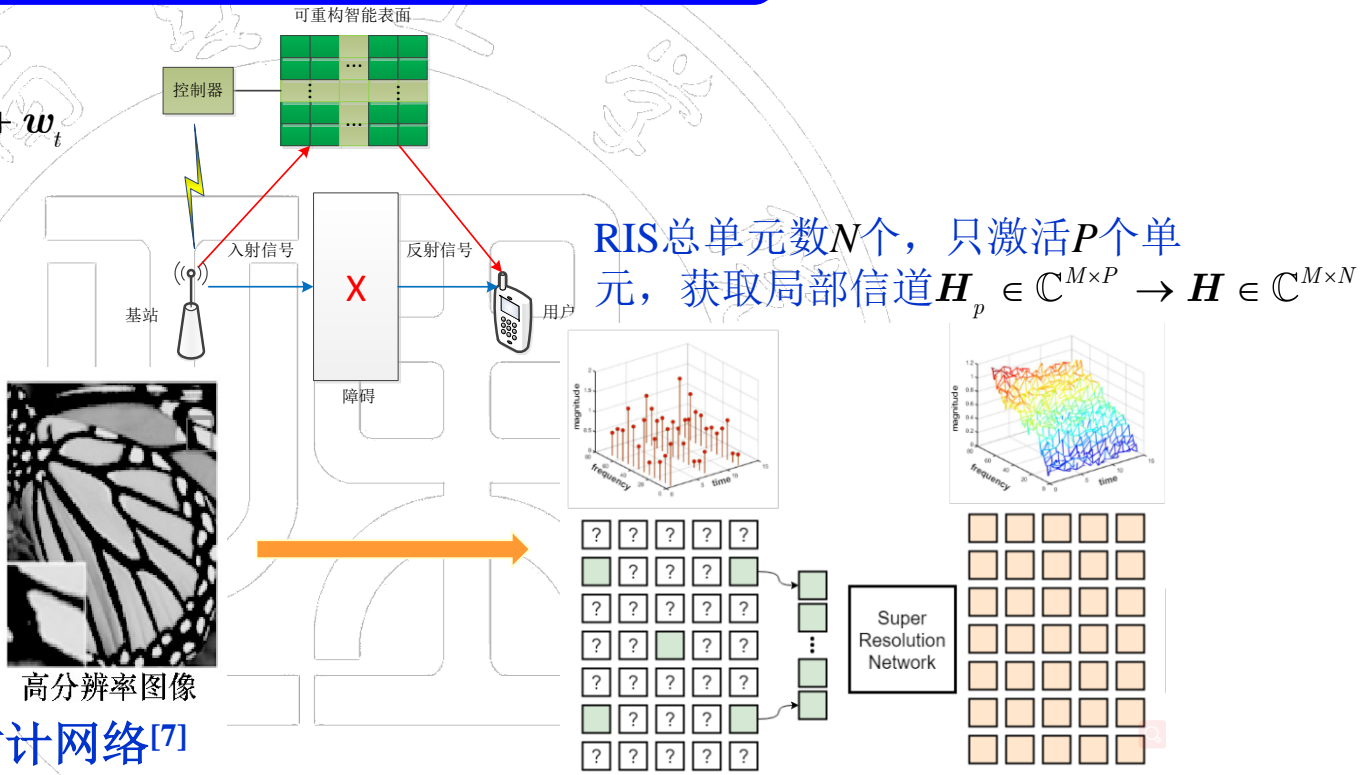 可重构智能表面
控制器
+ w_t
入射信号
反射信号
X
基站
用户
障碍
RIS总单元数N个，只激活P个单
元，获取局部信道H_p ∈ ℂ^{M×P} → H ∈ ℂ^{M×N}
magnitude
frequency
time
magnitude
frequency
time
? ? ? ? ?
? ? ?
? ? ? ? ?
? ? ? ?
? ? ? ? ?
? ? ?
? ? ? ? ?
Super
Resolution
Network
高分辨率图像
计网络[7]